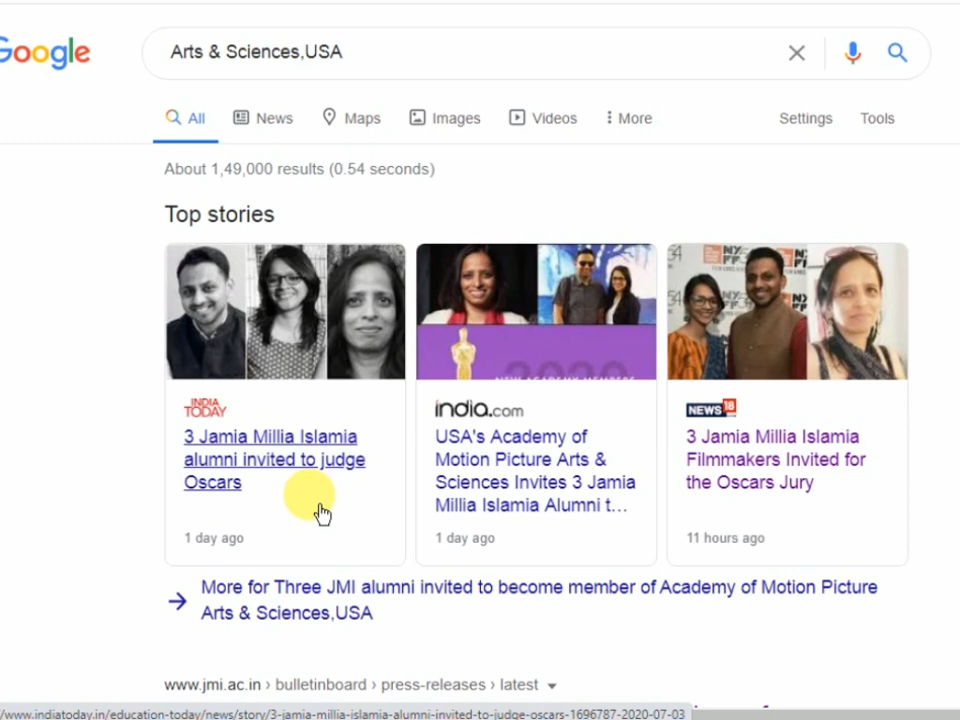 Google
Arts & Sciences,USA
All
News
Maps
Images
Videos
More
Settings
Tools
About 1,49,000 results (0.54 seconds)
Top stories
NEW ACADEMY MEMBERS
INDIA
TODAY
3 Jamia Millia Islamia
alumni invited to judge
Oscars
1 day ago
india.com
USA's Academy of
Motion Picture Arts &
Sciences Invites 3 Jamia
Millia Islamia Alumni t...
1 day ago
NEWS18
3 Jamia Millia Islamia
Filmmakers Invited for
the Oscars Jury
11 hours ago
More for Three JMI alumni invited to become member of Academy of Motion Picture
Arts & Sciences,USA
www.jmi.ac.in › bulletinboard › press-releases › latest
/www.indiatoday.in/education-today/news/story/3-jamia-millia-islamia-alumni-invited-to-judge-oscars-1696787-2020-07-03